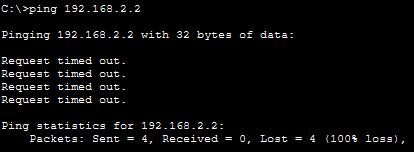 C:\>ping 192.168.2.2
Pinging 192.168.2.2 with 32 bytes of data:
Request timed out.
Request timed out.
Request timed out.
Request timed out.
Ping statistics for 192.168.2.2:
    Packets: Sent = 4, Received = 0, Lost = 4 (100% loss),